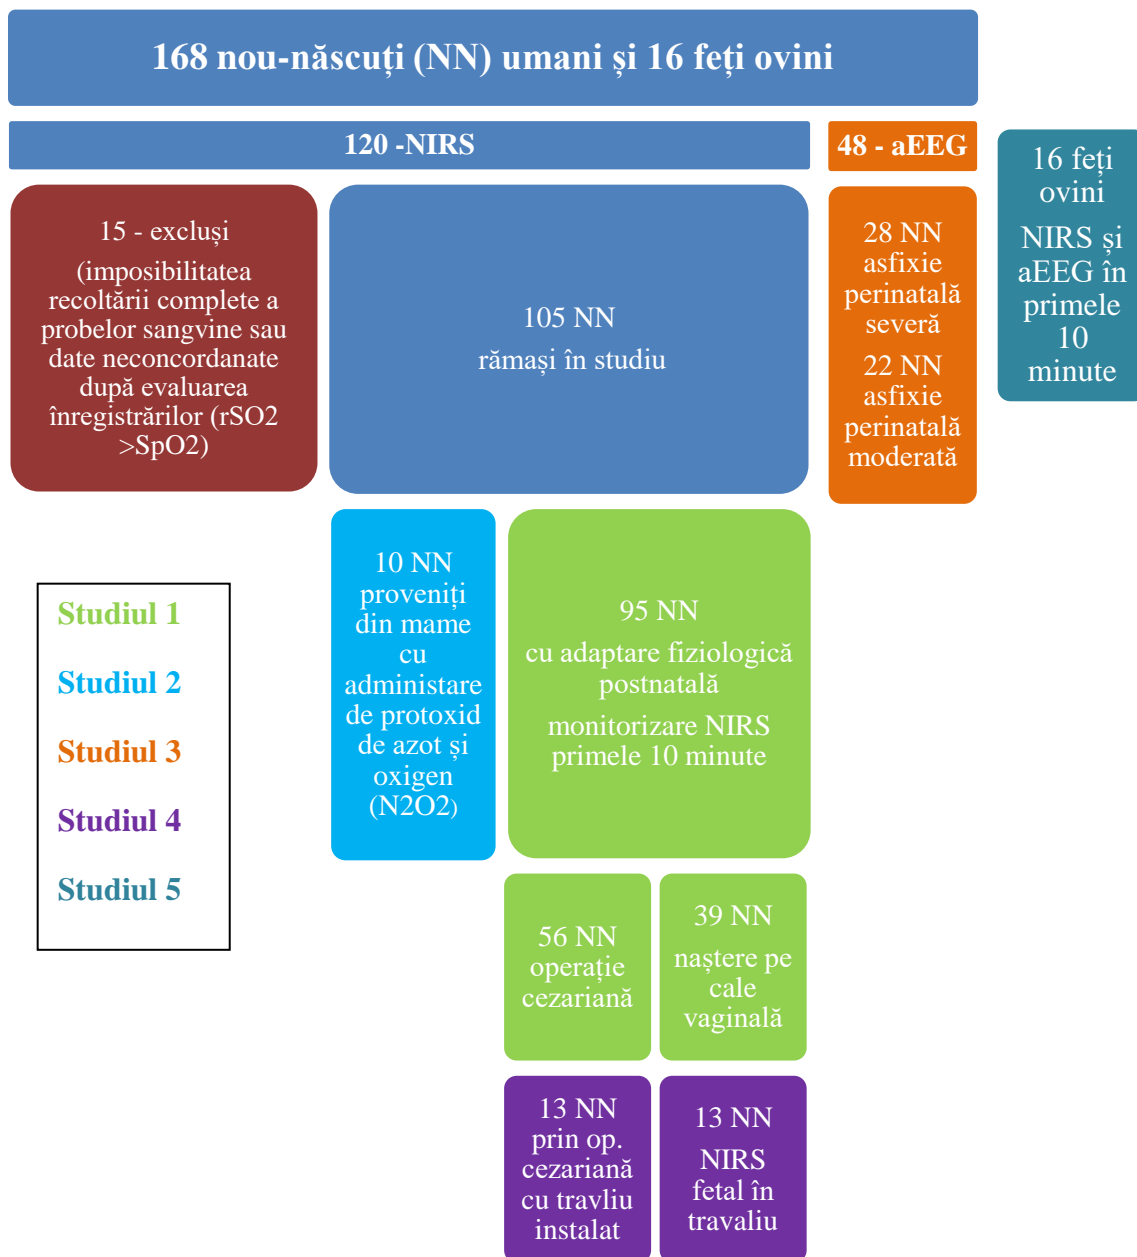 168 nou-născuți (NN) umani și 16 feți ovini
120 -NIRS
48 - aEEG
16 feți
ovini
NIRS și
aEEG în
primele
10
minute
15 - excluși
(imposibilitatea
recoltării complete a
probelor sangvine sau
date neconcordanate
după evaluarea
înregistrărilor (rSO2
>SpO2)
105 NN
rămași în studiu
28 NN
asfixie
perinatală
severă
22 NN
asfixie
perinatală
moderată
10 NN
proveniți
din mame
cu
administare
de protoxid
de azot și
oxigen
(N2O2)
95 NN
cu adaptare fiziologică
postnatală
monitorizare NIRS
primele 10 minute
Studiul 1
Studiul 2
Studiul 3
Studiul 4
Studiul 5
56 NN
operație
cezariană
39 NN
naștere pe
cale
vaginală
13 NN
prin op.
cezariană
cu travliu
instalat
13 NN
NIRS
fetal în
travaliu